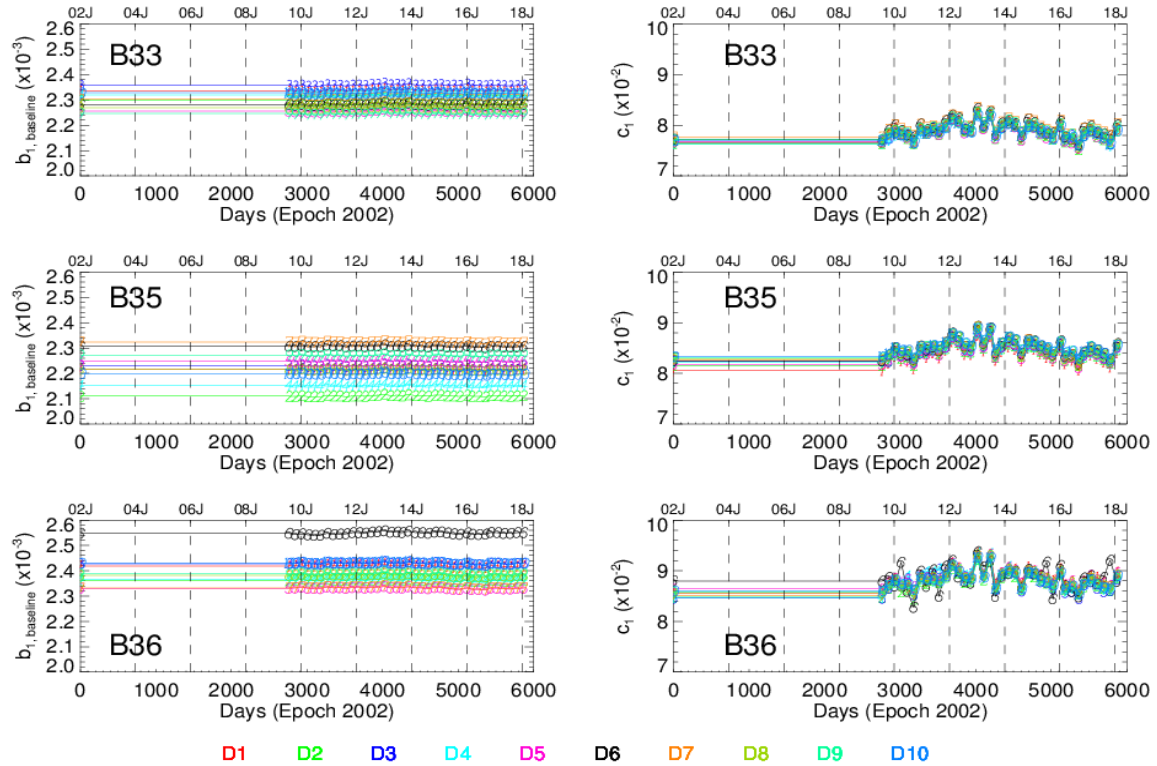 02J 04J 06J 08J 10J 12J 14J 16J 18J
2.6
2.5
2.4
2.3
2.2
2.1
2.0
b1, baseline (x10-3)
B33
0 1000 2000 3000 4000 5000 6000
Days (Epoch 2002)
02J 04J 06J 08J 10J 12J 14J 16J 18J
10
9
8
7
c1 (x10-2)
B33
0 1000 2000 3000 4000 5000 6000
Days (Epoch 2002)
02J 04J 06J 08J 10J 12J 14J 16J 18J
2.6
2.5
2.4
2.3
2.2
2.1
2.0
b1, baseline (x10-3)
B35
0 1000 2000 3000 4000 5000 6000
Days (Epoch 2002)
02J 04J 06J 08J 10J 12J 14J 16J 18J
10
9
8
7
c1 (x10-2)
B35
0 1000 2000 3000 4000 5000 6000
Days (Epoch 2002)
02J 04J 06J 08J 10J 12J 14J 16J 18J
2.6
2.5
2.4
2.3
2.2
2.1
2.0
b1, baseline (x10-3)
B36
0 1000 2000 3000 4000 5000 6000
Days (Epoch 2002)
02J 04J 06J 08J 10J 12J 14J 16J 18J
10
9
8
7
c1 (x10-2)
B36
0 1000 2000 3000 4000 5000 6000
Days (Epoch 2002)
D1 D2 D3 D4 D5 D6 D7 D8 D9 D10